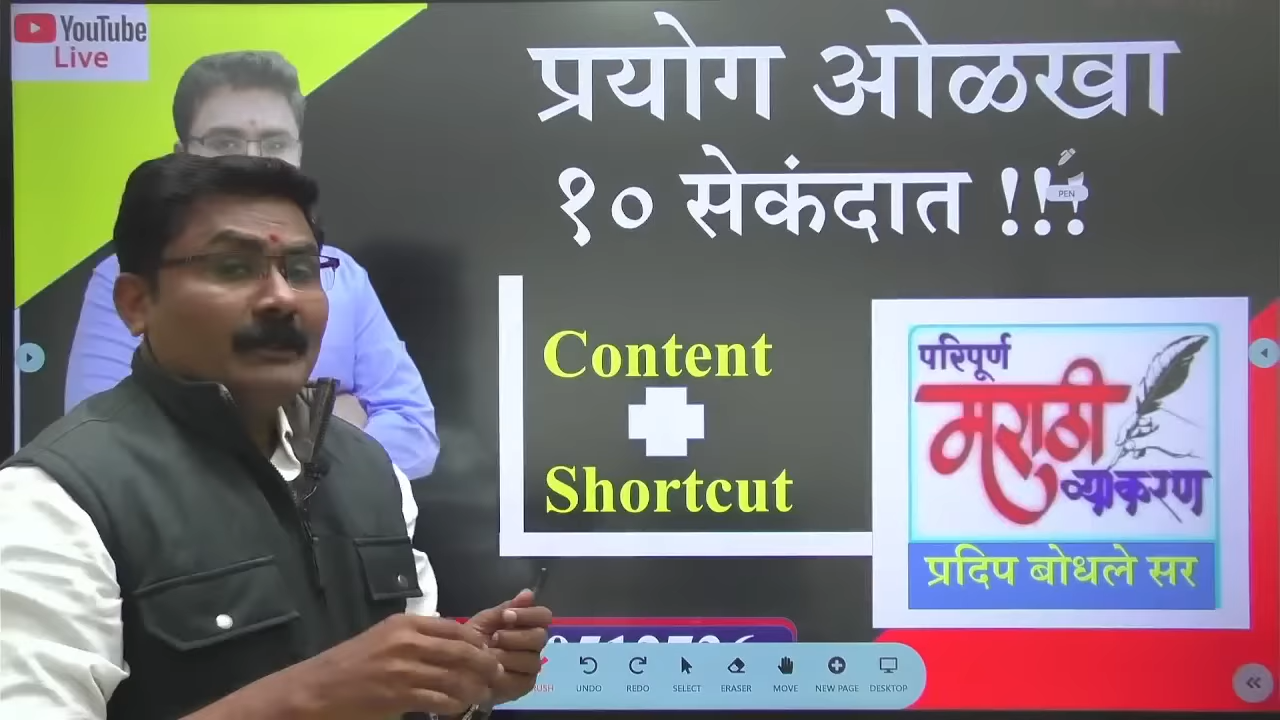 YouTube
Live
प्रयोग ओळखा
१० सेकंदात !!!
PEN
Content
Shortcut
परिपूर्ण
मराठी
व्याकरण
प्रदिप बोधले सर
UNDO
REDO
SELECT
ERASER
MOVE
NEW PAGE
DESKTOP